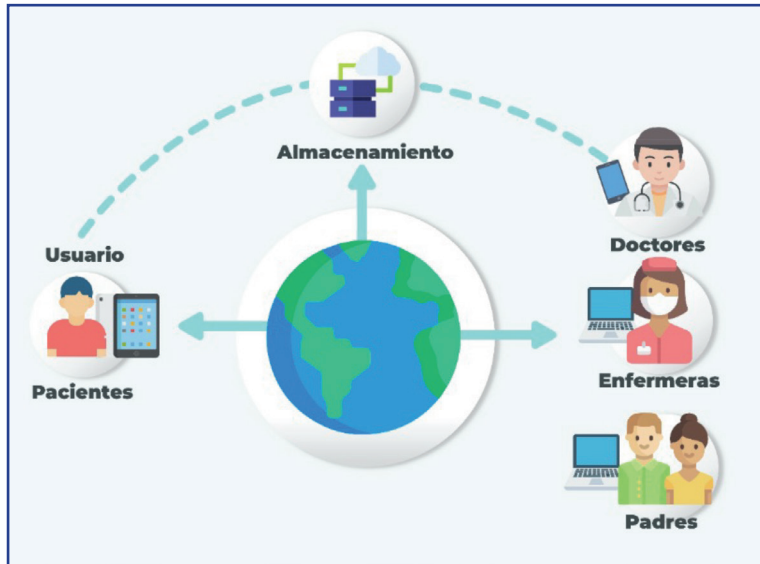 Almacenamiento
Usuario
Pacientes
Doctores
Enfermeras
Padres